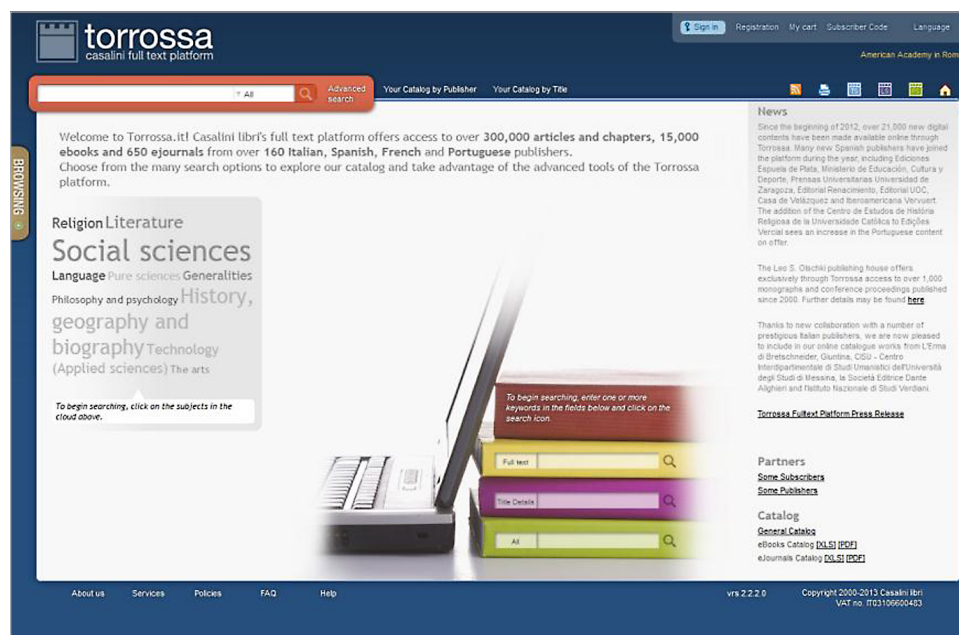 torrossa
casalini full text platform
Sign in
Registration My cart Subscriber Code Language
American Academy in Rom
All
Advanced
search
Your Catalog by Publisher Your Catalog by Title
BROWSING
Welcome to Torrossa.it! Casalini libri's full text platform offers access to over 300,000 articles and chapters, 15,000
ebooks and 650 ejournals from over 160 Italian, Spanish, French and Portuguese publishers.
Choose from the many search options to explore our catalog and take advantage of the advanced tools of the Torrossa
platform.
Religion Literature
Social sciences
Language Pure sciences Generalities
Philosophy and psychology History,
geography and
biography Technology
(Applied sciences) The arts
To begin searching, click on the subjects in the
cloud above.
To begin searching, enter one or more
keywords in the fields below and click on the
search icon.
Full text
Title Details
All
News
Since the beginning of 2012, over 21,000 new digital
contents have been made available online through
Torrossa. Many new Spanish publishers have joined
the platform during the year, including Ediciones
Espuela de Plata, Ministerio de Educación, Cultura y
Deporte, Prensas Universitarias Universidad de
Zaragoza, Editorial Renacimiento, Editorial UOC,
Casa de Velázquez and Iberoamericana Vervuert.
The addition of the Centro de Estudos de História
Religiosa de la Universidade Católica to Edições
Vercial sees an increase in the Portuguese content
on offer.
The Leo S. Olschki publishing house offers
exclusively through Torrossa access to over 1,000
monographs and conference proceedings published
since 2000. Further details may be found here
Thanks to new collaboration with a number of
prestigious Italian publishers, we are now pleased
to include in our online catalogue works from L'Erma
di Bretschneider, Giuntina, CISU - Centro
Interdipartimentale di Studi Umanistici dell'Università
degli Studi di Messina, la Società Editrice Dante
Alighieri and l'Istituto Nazionale di Studi Verdiani.
Torrossa Fulltext Platform Press Release
Partners
Some Subscribers
Some Publishers
Catalog
General Catalog
eBooks Catalog [XLS] [PDF]
eJournals Catalog [XLS] [PDF]
About us Services Policies FAQ Help
vrs 2.2.2.0
Copyright 2000-2013 Casalini libri
VAT no. IT03106600483